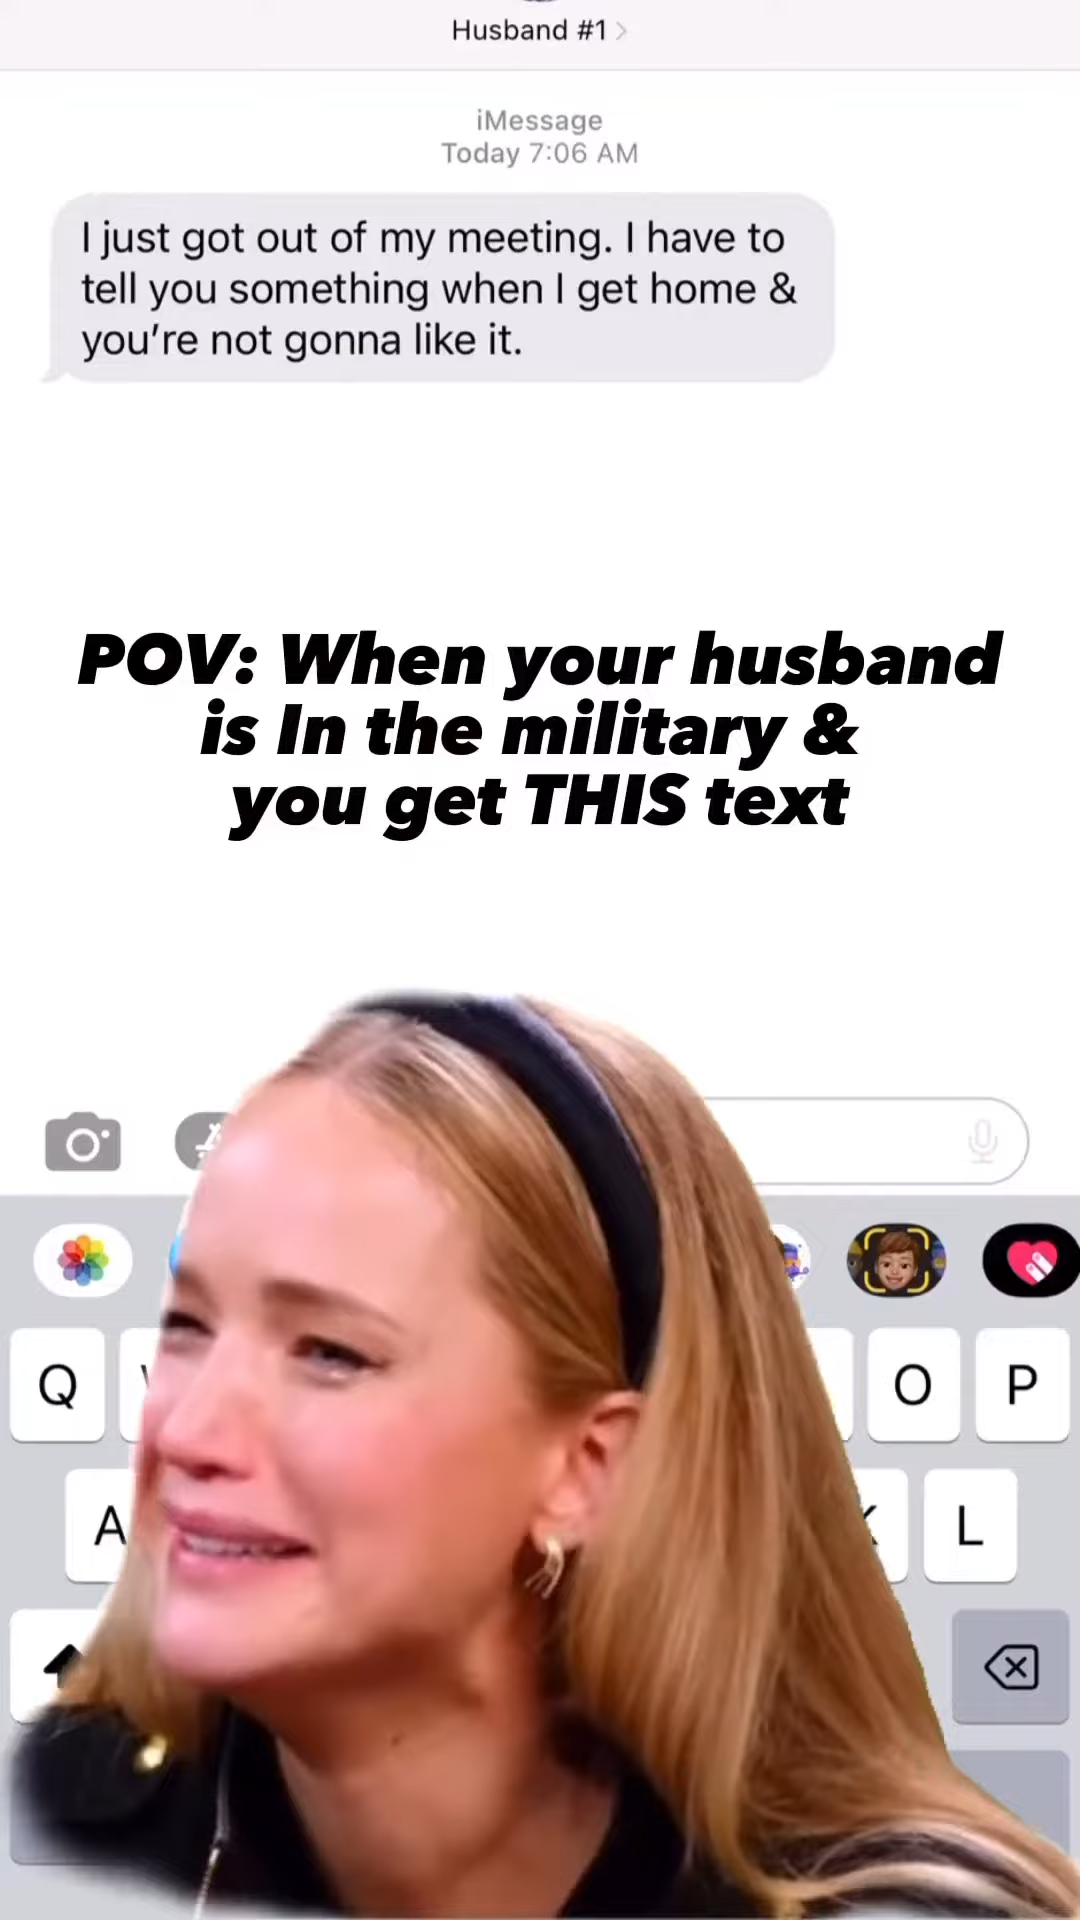 Husband #1
iMessage
Today 7:06 AM
I just got out of my meeting. I have to
tell you something when I get home &
you're not gonna like it.
POV: When your husband
is In the military &
you get THIS text
Q O P
A L